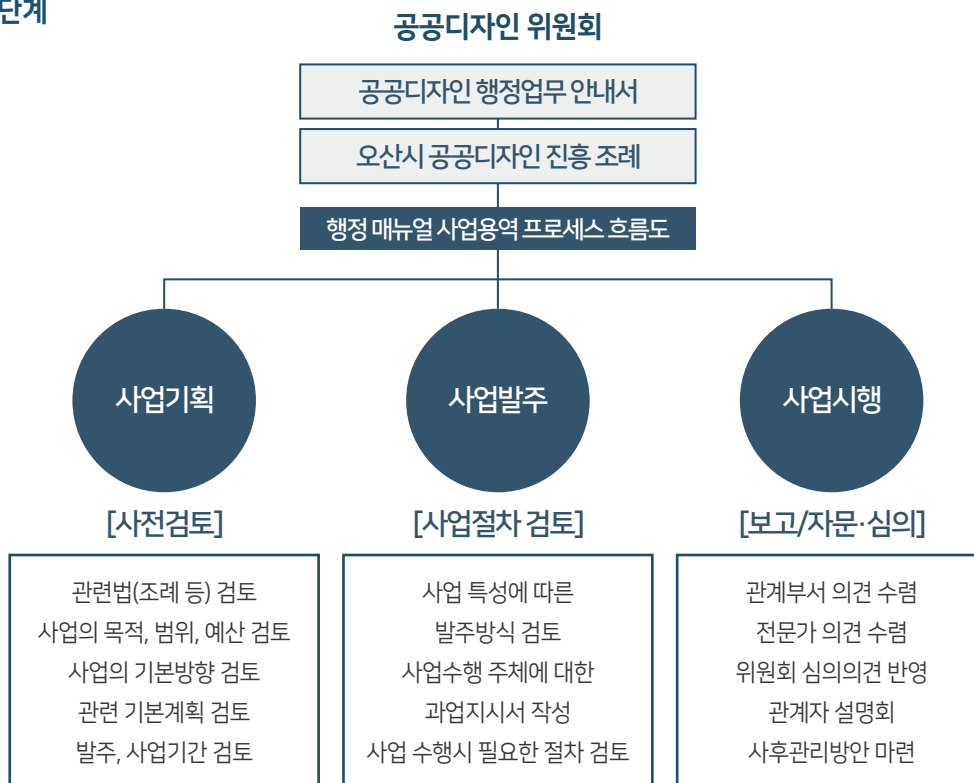 단계
공공디자인 위원회
공공디자인 행정업무 안내서
오산시 공공디자인 진흥 조례
행정 매뉴얼 사업용역 프로세스 흐름도
사업기획
사업발주
사업시행
[사전검토]
[사업절차 검토]
[보고/자문·심의]
관련법(조례 등) 검토
사업의 목적, 범위, 예산 검토
사업의 기본방향 검토
관련 기본계획 검토
발주, 사업기간 검토
사업 특성에 따른
발주방식 검토
사업수행 주체에 대한
과업지시서 작성
사업 수행시 필요한 절차 검토
관계부서 의견 수렴
전문가 의견 수렴
위원회 심의의견 반영
관계자 설명회
사후관리방안 마련